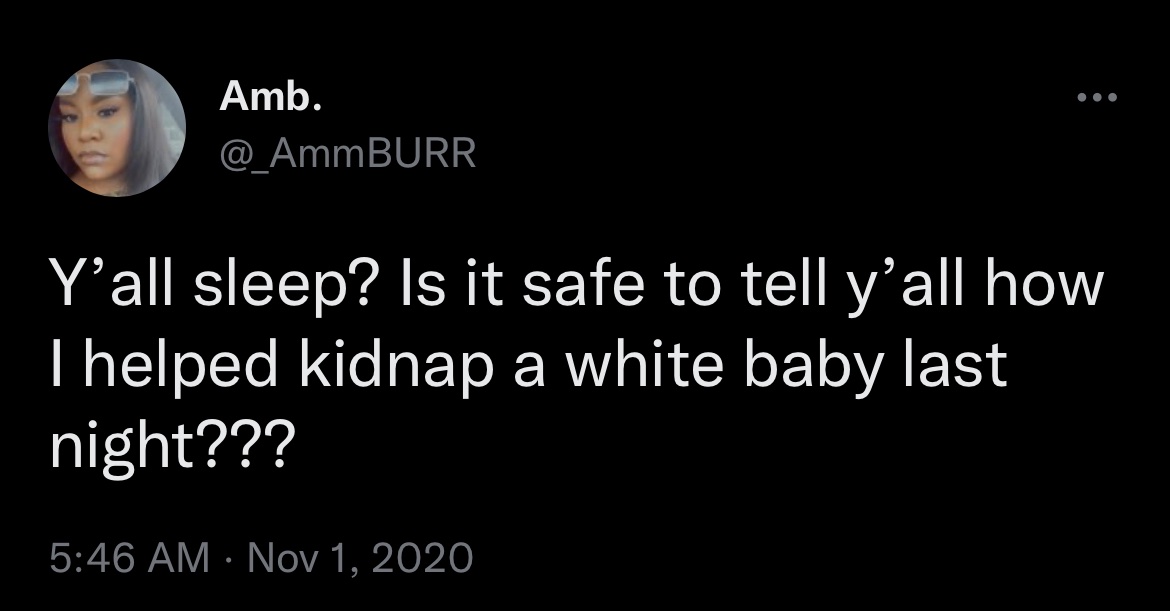 Amb.
@_AmmBURR
Y’all sleep? Is it safe to tell y’all how
I helped kidnap a white baby last
night???
5:46 AM · Nov 1, 2020